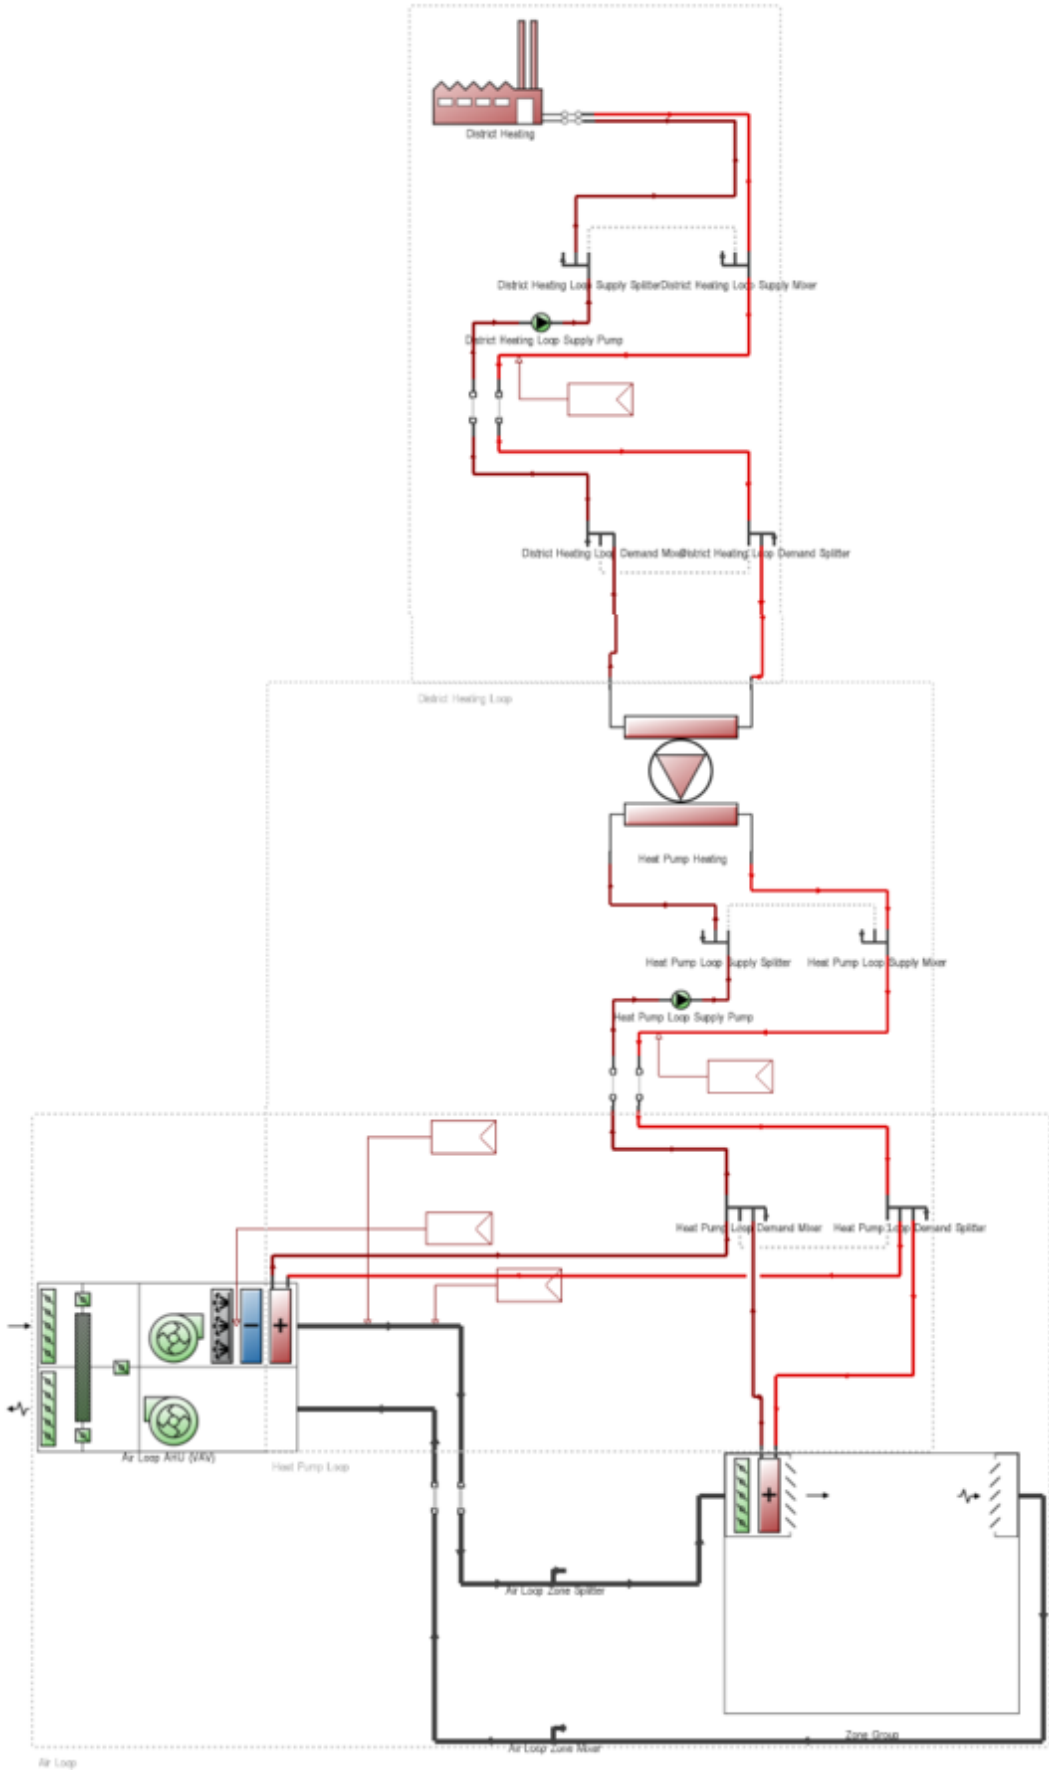 District Heating
District Heating Loop Supply Splitter
District Heating Loop Supply Mixer
District Heating Loop Supply Pump
District Heating Loop Demand Mixer
District Heating Loop Demand Splitter
District Heating Loop
Heat Pump Heating
Heat Pump Loop Supply Splitter
Heat Pump Loop Supply Mixer
Heat Pump Loop Supply Pump
Heat Pump Loop Demand Mixer
Heat Pump Loop Demand Splitter
Air Loop AHU (VAV)
Heat Pump Loop
Air Loop Zone Splitter
Zone Group
Air Loop Zone Mixer
Air Loop